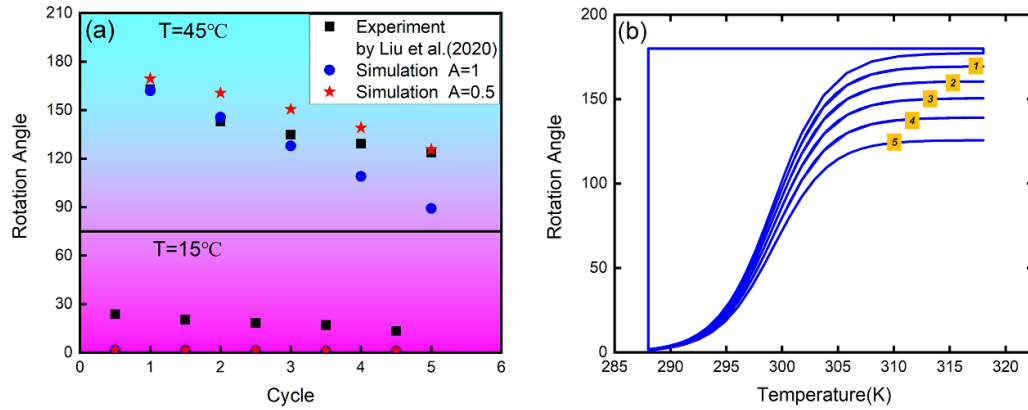 (a)
T=45℃
Experiment
by Liu et al.(2020)
Simulation A=1
Simulation A=0.5
T=15℃
210
180
150
120
90
60
30
0
Rotation Angle
0 1 2 3 4 5 6
Cycle
(b)
1
2
3
4
5
200
150
100
50
0
Rotation Angle
285 290 295 300 305 310 315 320
Temperature(K)